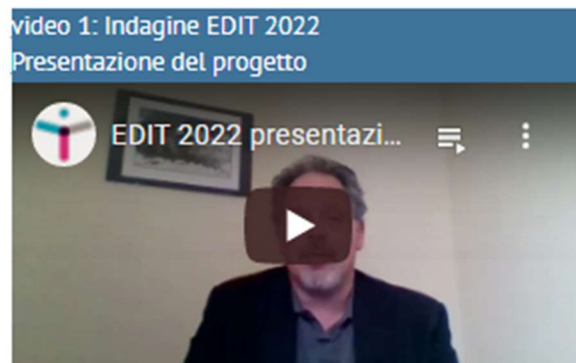 video 1: Indagine EDIT 2022
Presentazione del progetto
EDIT 2022 presentazi...